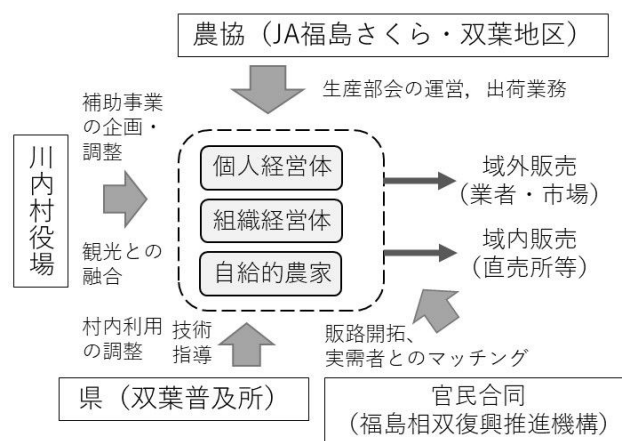 農協（JA福島さくら・双葉地区）
生産部会の運営，出荷業務
補助事業
の企画・
調整
川内村役場
観光との
融合
個人経営体
組織経営体
自給的農家
域外販売
(業者・市場)
域内販売
(直売所等)
村内利用
の調整
技術
指導
販路開拓、
実需者とのマッチング
県（双葉普及所）
官民合同
(福島相双復興推進機構)